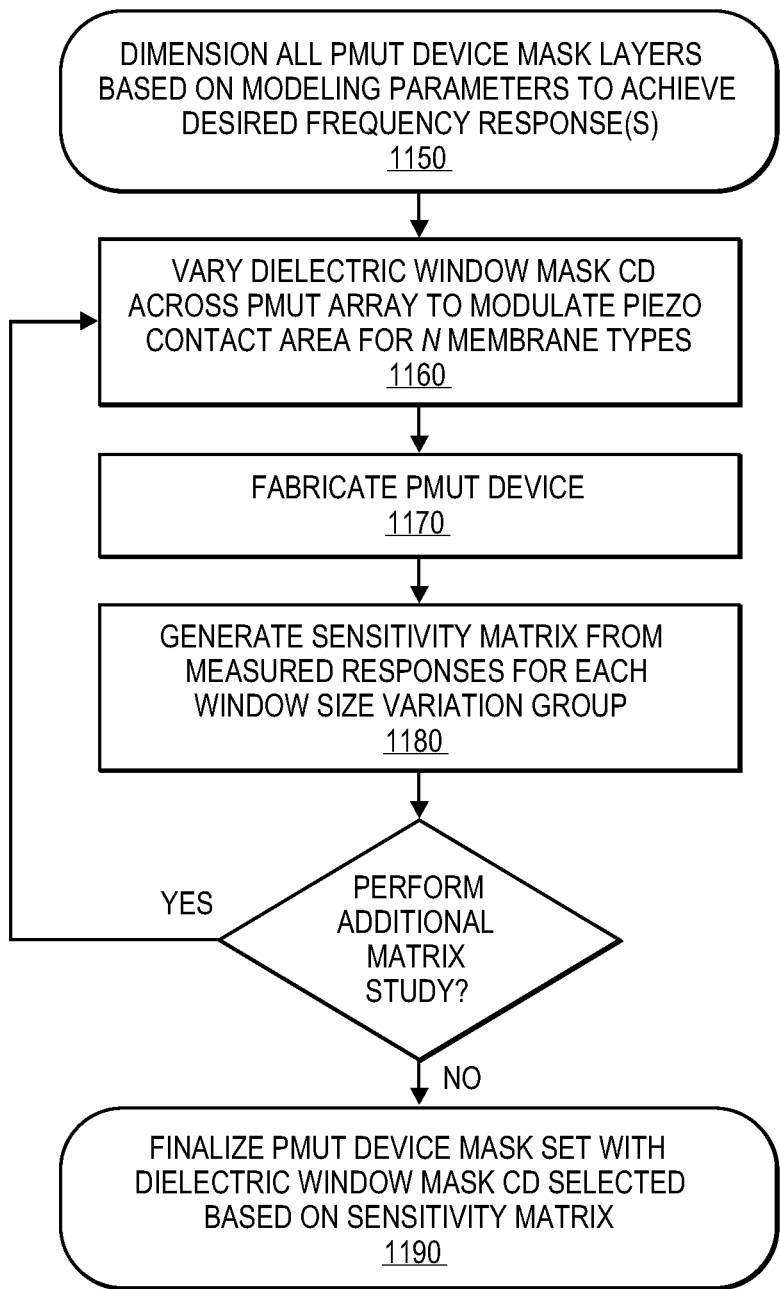 DIMENSION ALL PMUT DEVICE MASK LAYERS
BASED ON MODELING PARAMETERS TO ACHIEVE
DESIRED FREQUENCY RESPONSE(S)
1150
VARY DIELECTRIC WINDOW MASK CD
ACROSS PMUT ARRAY TO MODULATE PIEZO
CONTACT AREA FOR N MEMBRANE TYPES
1160
FABRICATE PMUT DEVICE
1170
GENERATE SENSITIVITY MATRIX FROM
MEASURED RESPONSES FOR EACH
WINDOW SIZE VARIATION GROUP
1180
YES
PERFORM
ADDITIONAL
MATRIX
STUDY?
NO
FINALIZE PMUT DEVICE MASK SET WITH
DIELECTRIC WINDOW MASK CD SELECTED
BASED ON SENSITIVITY MATRIX
1190